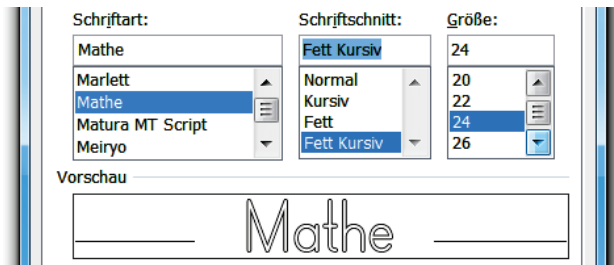 Schriftart: Schriftschnitt: Größe:
Mathe Fett Kursiv 24
Marlett Normal 20
Mathe Kursiv 22
Matura MT Script Fett 24
Meiryo Fett Kursiv 26
Vorschau
Mathe